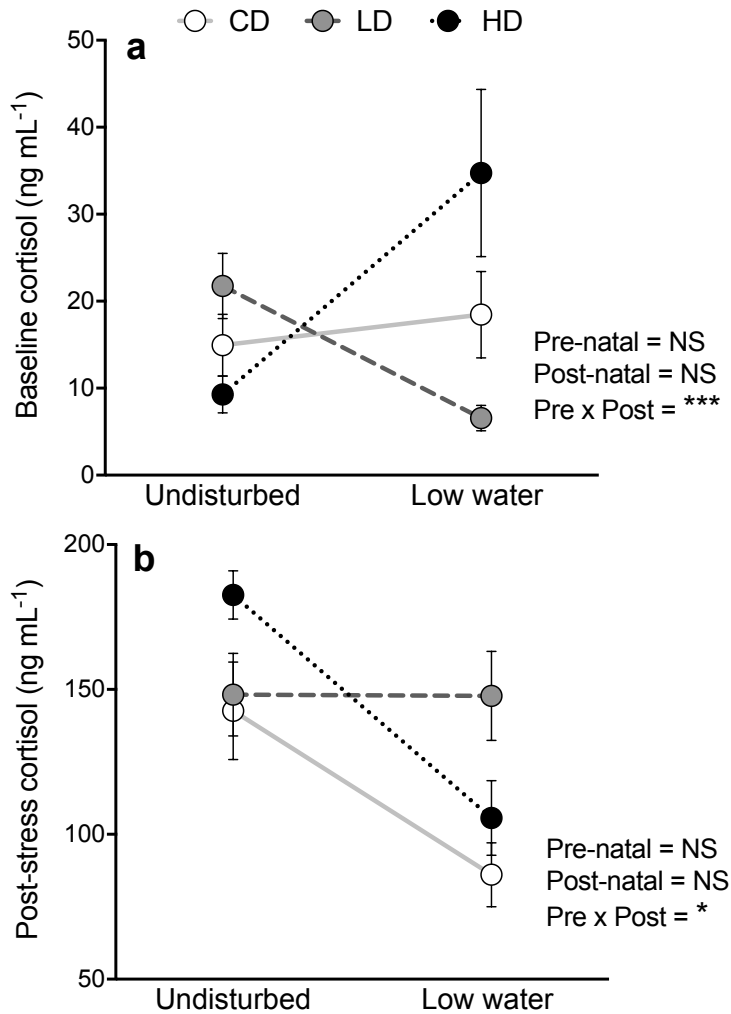 CD LD HD
a
50
40
30
20
10
0
Baseline cortisol (ng mL-1)
Pre-natal = NS
Post-natal = NS
Pre x Post = ***
Undisturbed Low water
b
200
150
100
50
Post-stress cortisol (ng mL-1)
Pre-natal = NS
Post-natal = NS
Pre x Post = *
Undisturbed Low water